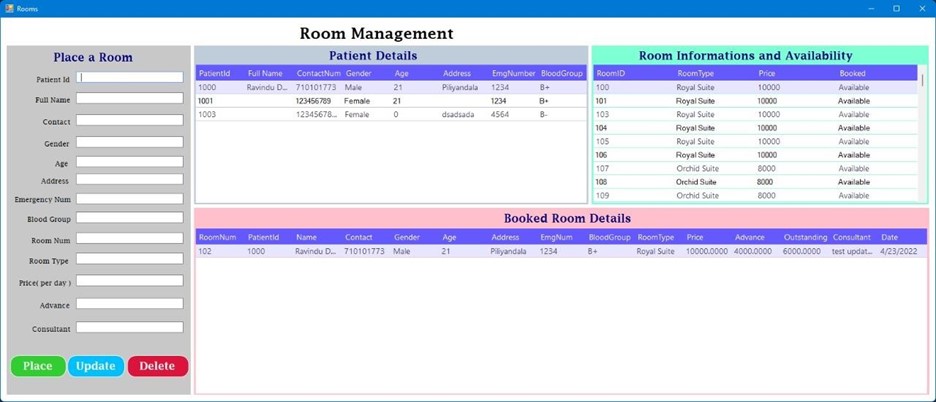 Rooms
Room Management
Place a Room
Patient Id
Full Name
Contact
Gender
Age
Address
Emergency Num
Blood Group
Room Num
Room Type
Price( per day )
Advance
Consultant
Place Update Delete
Patient Details
PatientId Full Name ContactNum Gender Age Address EmgNumber BloodGroup
1000 Ravindu D... 710101773 Male 21 Piliyandala 1234 B+
1001 123456789 Female 21 1234 B+
1003 12345678... Female 0 dsadsada 4564 B-
Room Informations and Availability
RoomID RoomType Price Booked
100 Royal Suite 10000 Available
101 Royal Suite 10000 Available
103 Royal Suite 10000 Available
104 Royal Suite 10000 Available
105 Royal Suite 10000 Available
106 Royal Suite 10000 Available
107 Orchid Suite 8000 Available
108 Orchid Suite 8000 Available
109 Orchid Suite 8000 Available
Booked Room Details
RoomNum PatientId Name Contact Gender Age Address EmgNum BloodGroup RoomType Price Advance Outstanding Consultant Date
102 1000 Ravindu D... 710101773 Male 21 Piliyandala 1234 B+ Royal Suite 10000.0000 4000.0000 6000.0000 test updat... 4/23/2022